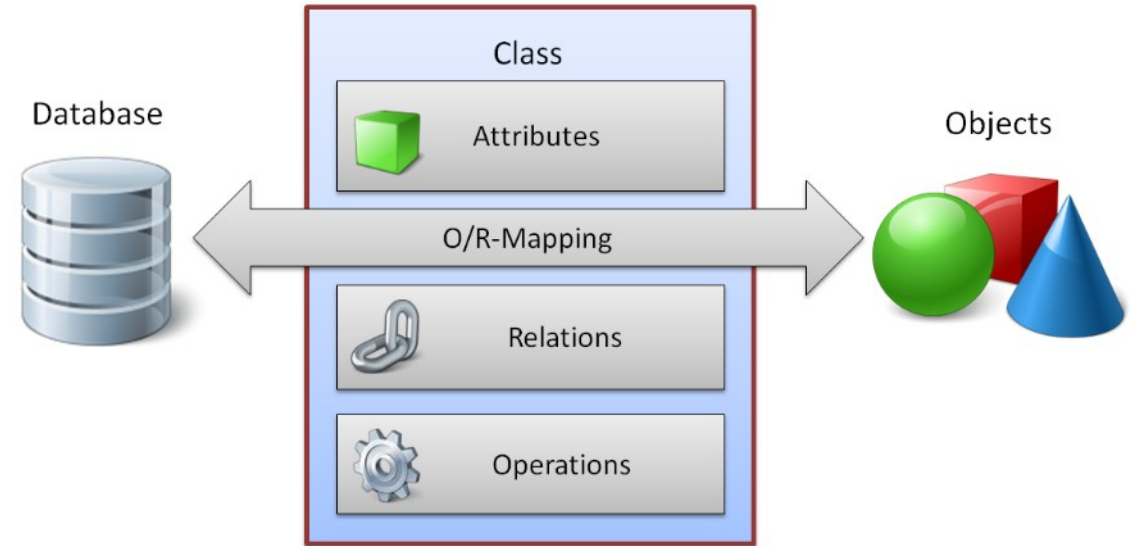 Class
Database
Attributes
Objects
O/R-Mapping
Relations
Operations